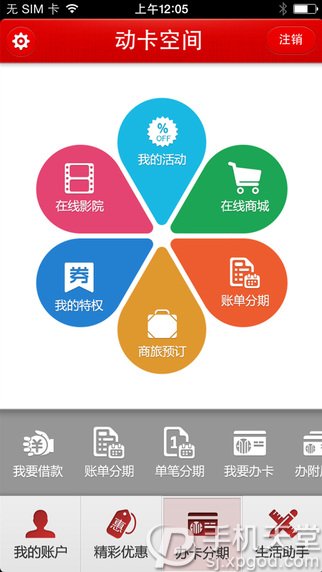 无 SIM 卡 上午12:05
动卡空间
注销
% OFF
我的活动
在线影院
在线商城
券
我的特权
账单分期
商旅预订
¥
1
我要借款 账单分期 单笔分期 我要办卡 办附
惠
我的账户 精彩优惠 办卡分期 生活助手
手机天堂
sj.xpgod.com